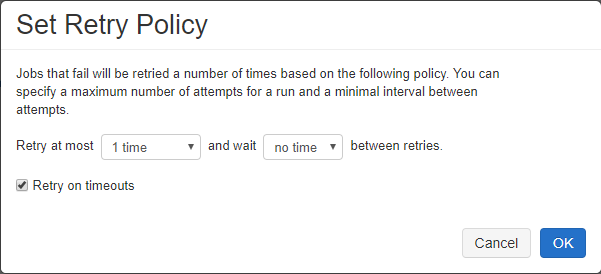 Set Retry Policy
Jobs that fail will be retried a number of times based on the following policy. You can
specify a maximum number of attempts for a run and a minimal interval between
attempts.
Retry at most 1 time and wait no time between retries.
Retry on timeouts
Cancel OK